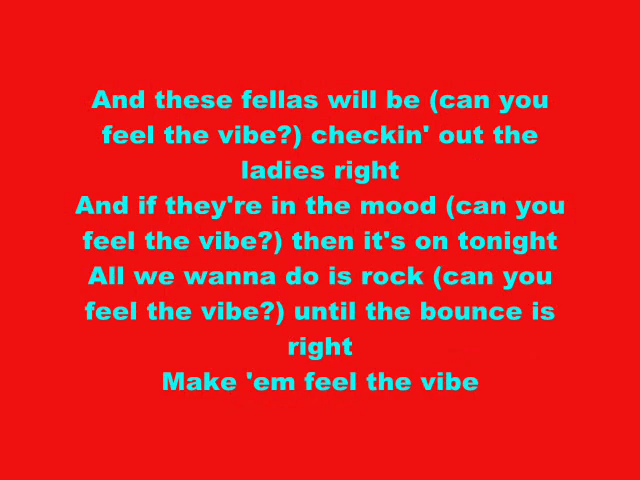 And these fellas will be (can you
feel the vibe?) checkin' out the
ladies right
And if they're in the mood (can you
feel the vibe?) then it's on tonight
All we wanna do is rock (can you
feel the vibe?) until the bounce is
right
Make 'em feel the vibe